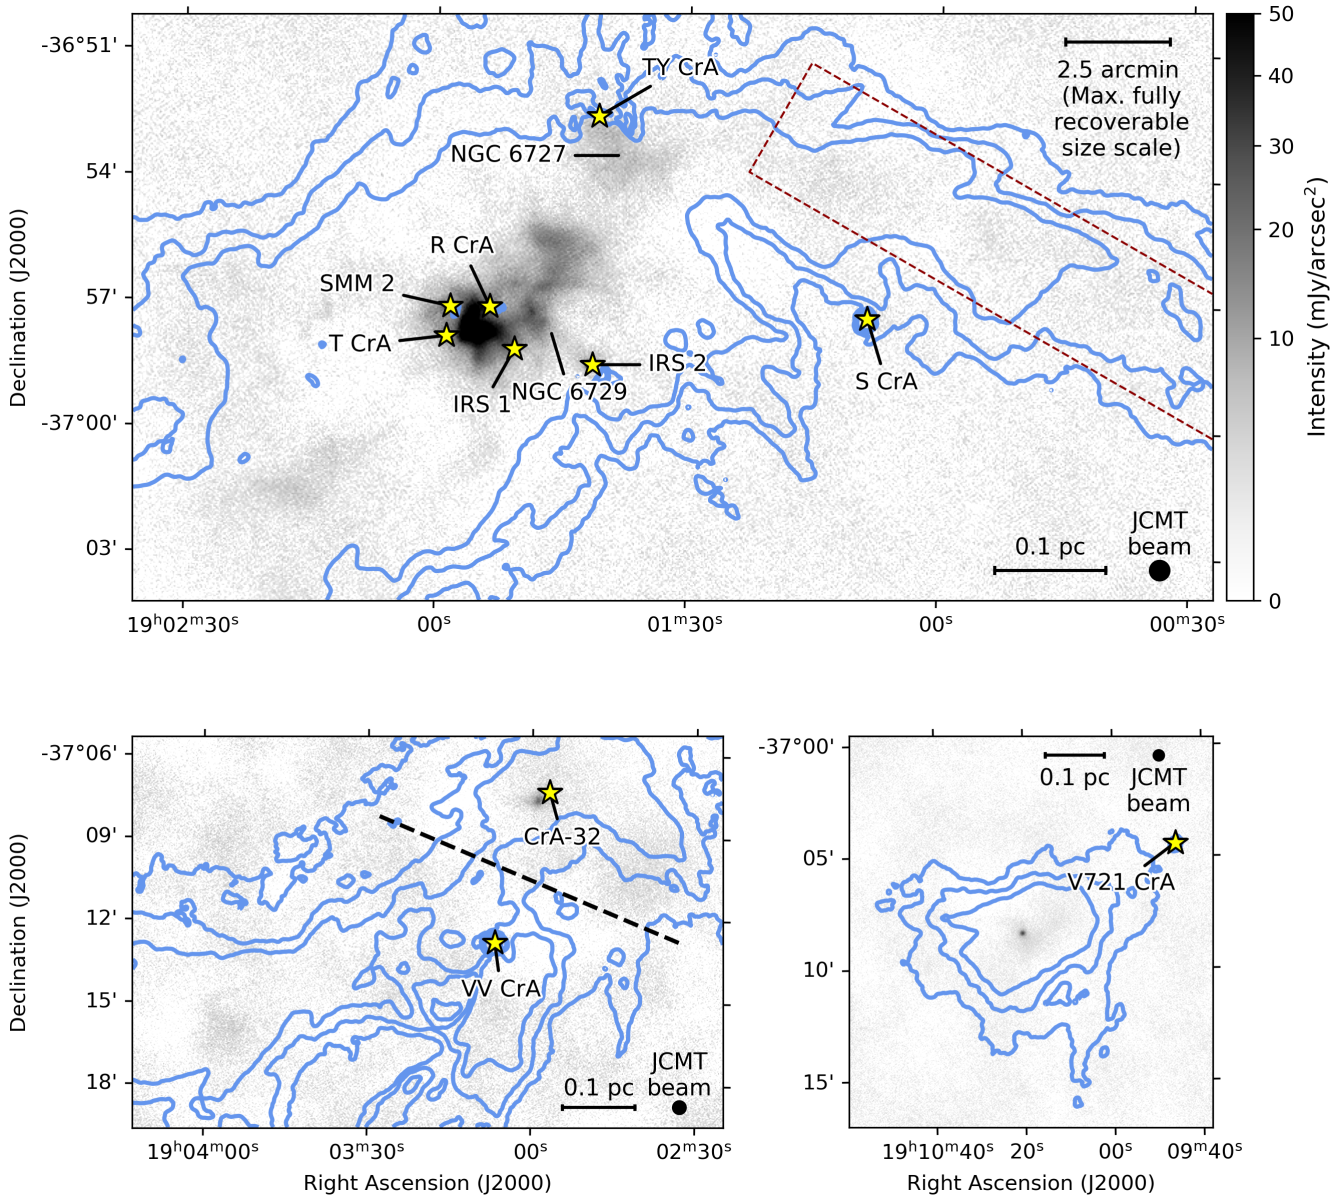 -36°51'
54'
57'
-37°00'
03'
Declination (J2000)
TY CrA
NGC 6727
R CrA
SMM 2
T CrA
IRS 1
NGC 6729
IRS 2
S CrA
2.5 arcmin
(Max. fully
recoverable
size scale)
0.1 pc
JCMT
beam
19ʰ02ᵐ30ˢ
00ˢ
01ᵐ30ˢ
00ˢ
00ᵐ30ˢ
50
40
30
20
10
0
Intensity (mJy/arcsec²)
-37°06'
09'
12'
15'
18'
Declination (J2000)
CrA-32
VV CrA
0.1 pc
JCMT
beam
19ʰ04ᵐ00ˢ
03ᵐ30ˢ
00ˢ
02ᵐ30ˢ
Right Ascension (J2000)
-37°00'
05'
10'
15'
0.1 pc
JCMT
beam
V721 CrA
19ʰ10ᵐ40ˢ
20ˢ
00ˢ
09ᵐ40ˢ
Right Ascension (J2000)